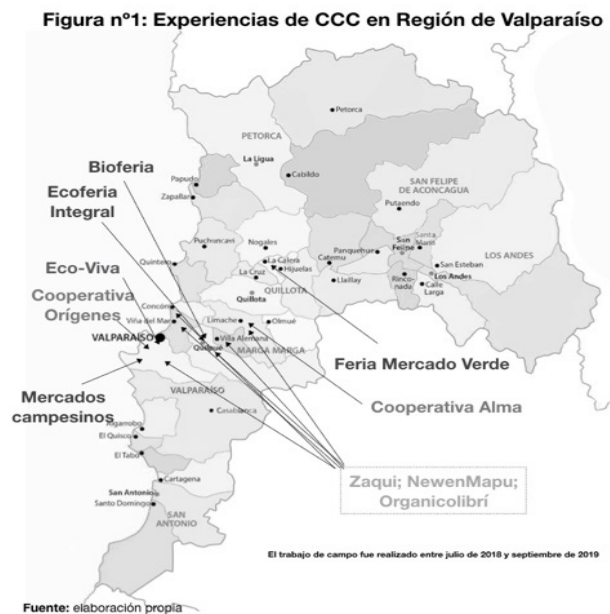 Figura nº1: Experiencias de CCC en Región de Valparaíso
Petorca
PETORCA
Bioferia
La Ligua
Cabildo
Ecoferia
Integral
Papudo
Zapallar
SAN FELIPE
DE ACONCAGUA
Putaendo
Puchuncaví
Nogales
Panquehue
San
Felipe
Santa
María
LOS ANDES
Eco-Viva
Quintero
La Calera
Hijuelas
Catemu
San Esteban
Los Andes
La Cruz
QUILLOTA
Llaillay
Rinco-
nada
Calle
Larga
Cooperativa
Orígenes
Quillota
Concón
Viña del Mar
Limache
Olmué
VALPARAÍSO
Villa Alemana
Quilpué
MARGA MARGA
Feria Mercado Verde
Mercados
campesinos
VALPARAÍSO
Casablanca
Cooperativa Alma
Algarrobo
El Quisco
El Tabo
Cartagena
San Antonio
Santo Domingo
SAN
ANTONIO
Zaqui; NewenMapu;
Organicolibrí
El trabajo de campo fue realizado entre julio de 2018 y septiembre de 2019
Fuente: elaboración propia